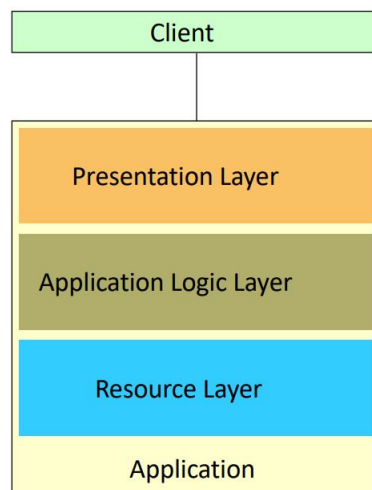 Client
Presentation Layer
Application Logic Layer
Resource Layer
Application